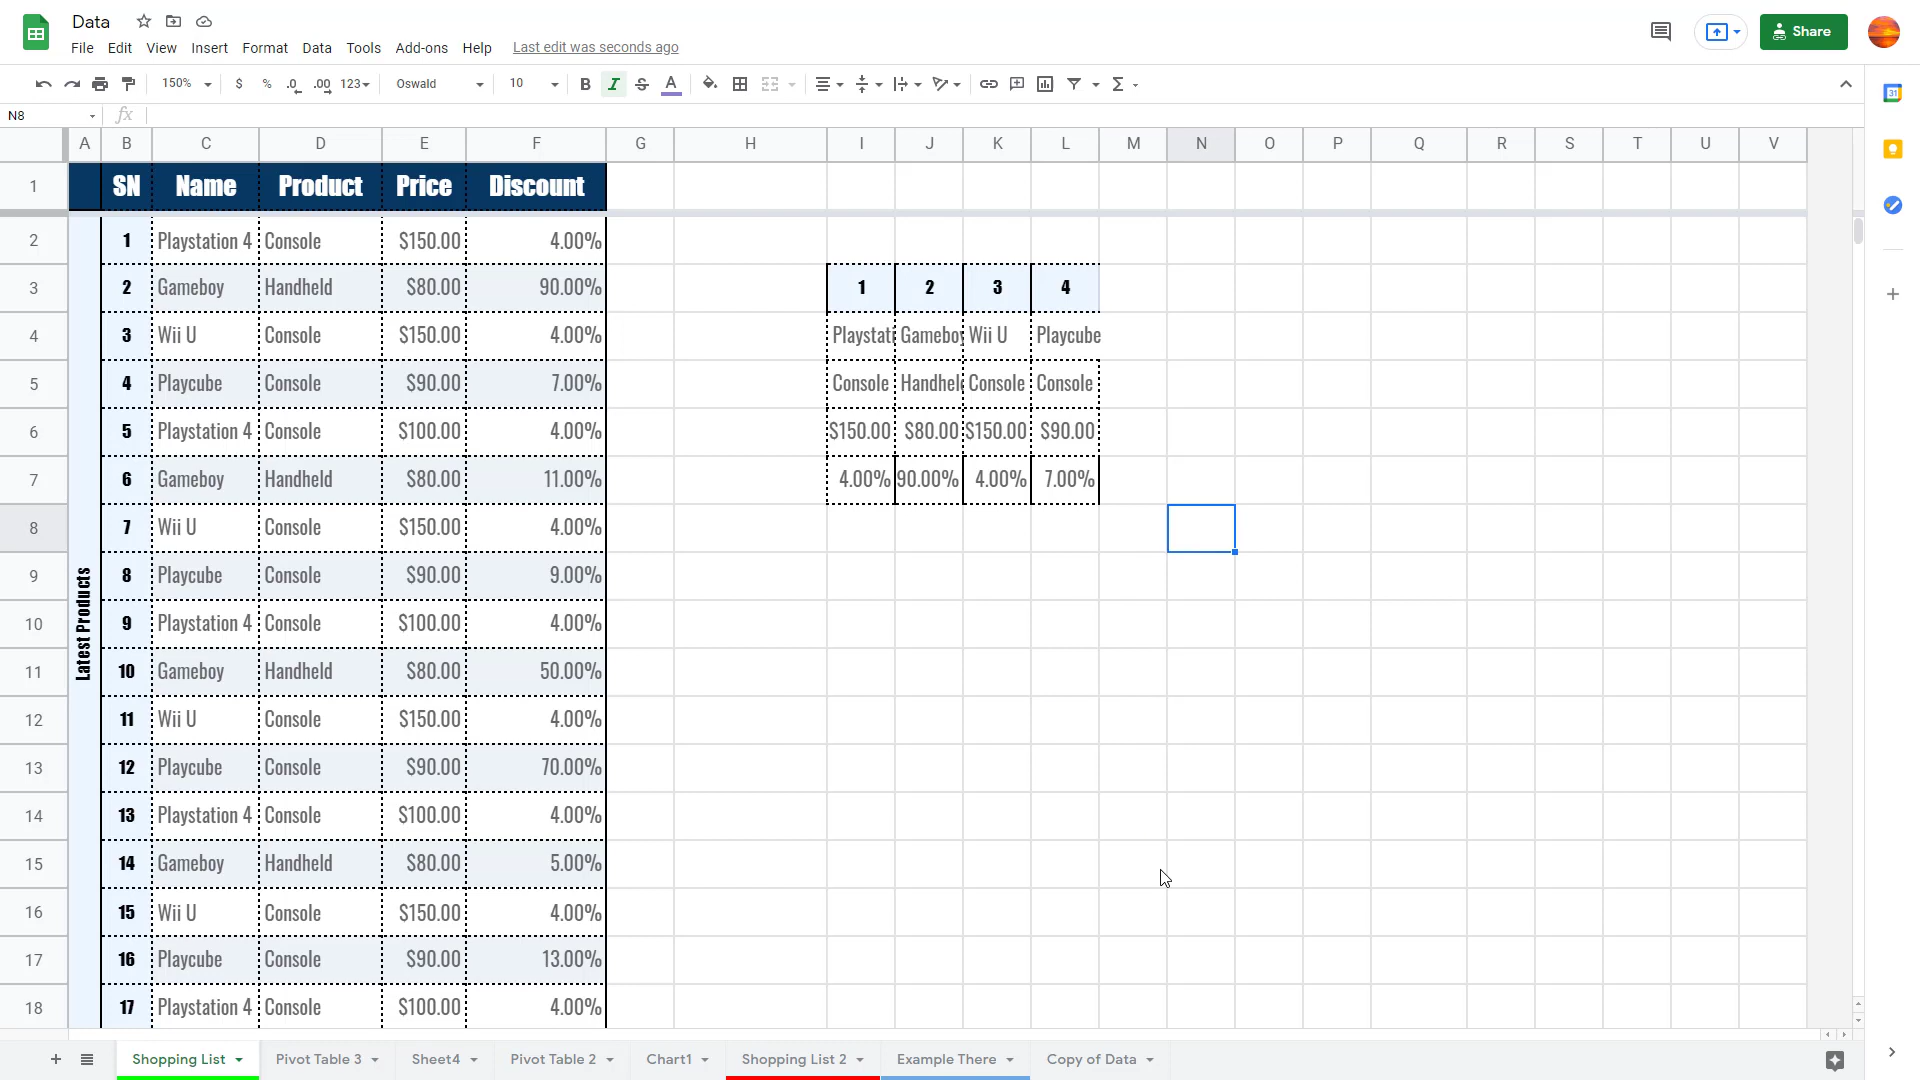 Data
File Edit View Insert Format Data Tools Add-ons Help Last edit was seconds ago
Share
150% $ % .0 .00 123 Oswald 10 B I S A Σ
31
N8 fx
A B C D E F G H I J K L M N O P Q R S T U V
1 SN Name Product Price Discount
2 1 Playstation 4 Console $150.00 4.00%
3 2 Gameboy Handheld $80.00 90.00% 1 2 3 4
4 3 Wii U Console $150.00 4.00% Playstati Gameboy Wii U Playcube
5 4 Playcube Console $90.00 7.00% Console Handheld Console Console
6 5 Playstation 4 Console $100.00 4.00% $150.00 $80.00 $150.00 $90.00
7 6 Gameboy Handheld $80.00 11.00% 4.00% 90.00% 4.00% 7.00%
8 7 Wii U Console $150.00 4.00%
9 8 Playcube Console $90.00 9.00%
10 9 Playstation 4 Console $100.00 4.00%
Latest Products
11 10 Gameboy Handheld $80.00 50.00%
12 11 Wii U Console $150.00 4.00%
13 12 Playcube Console $90.00 70.00%
14 13 Playstation 4 Console $100.00 4.00%
15 14 Gameboy Handheld $80.00 5.00%
16 15 Wii U Console $150.00 4.00%
17 16 Playcube Console $90.00 13.00%
18 17 Playstation 4 Console $100.00 4.00%
Shopping List Pivot Table 3 Sheet4 Pivot Table 2 Chart1 Shopping List 2 Example There Copy of Data